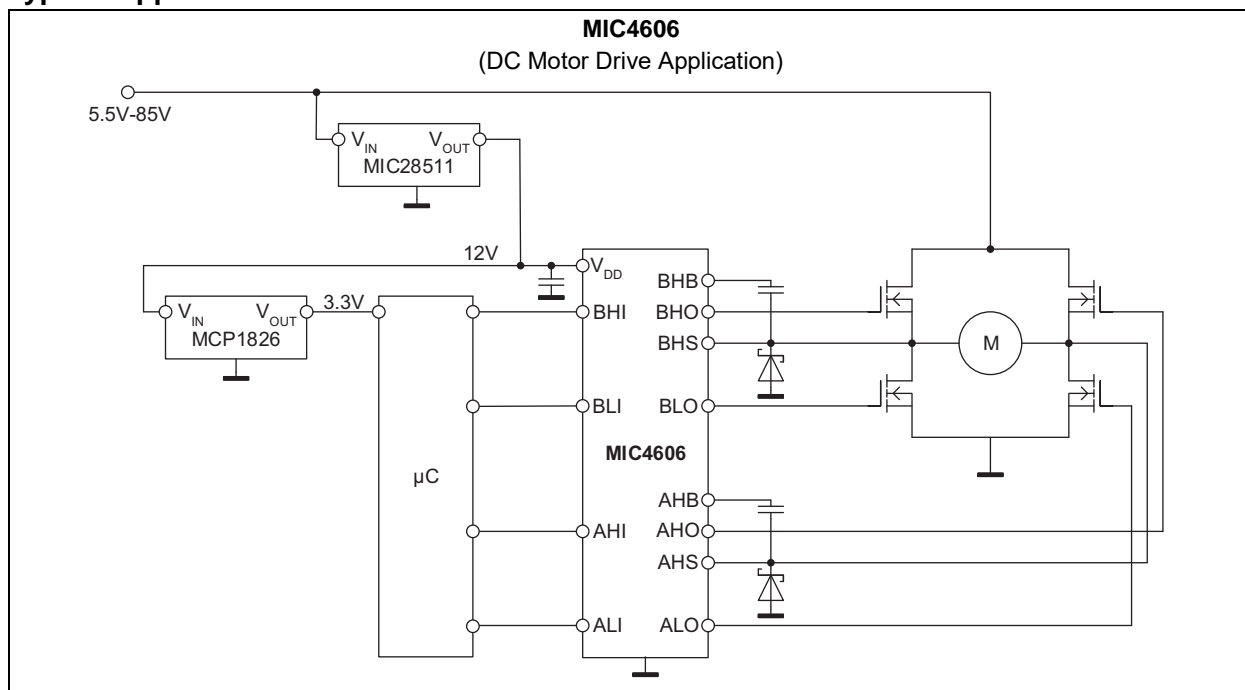 MIC4606
(DC Motor Drive Application)
5.5V-85V
VIN VOUT
MIC28511
12V
VDD
BHB
VIN VOUT
MCP1826
3.3V
BHI
BHO
BHS
M
BLI
BLO
MIC4606
µC
AHB
AHI
AHO
AHS
ALI
ALO